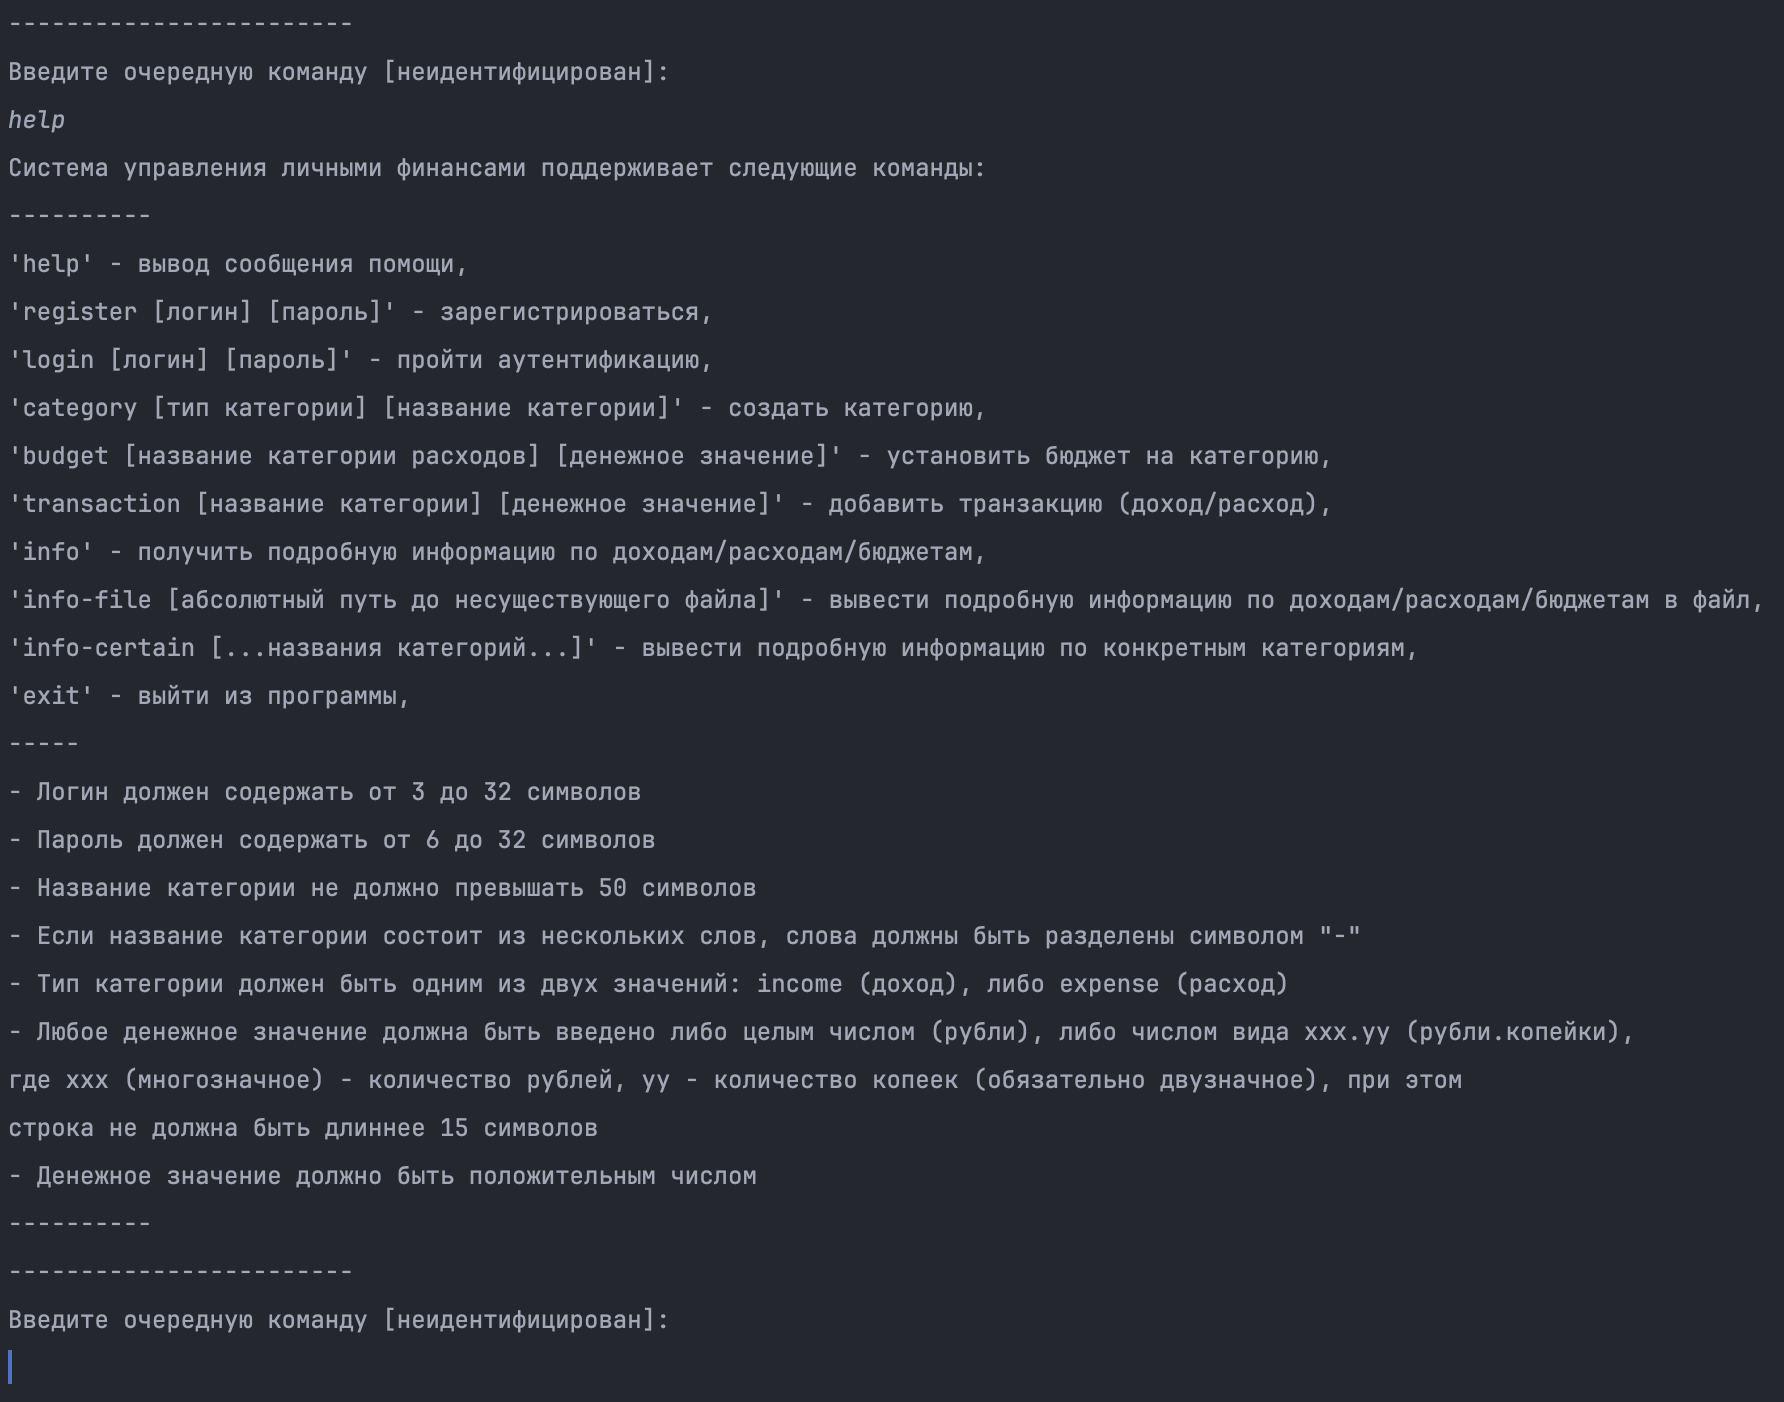 ------------------------
Введите очередную команду [неидентифицирован]:
help
Система управления личными финансами поддерживает следующие команды:
----------
'help' - вывод сообщения помощи,
'register [логин] [пароль]' - зарегистрироваться,
'login [логин] [пароль]' - пройти аутентификацию,
'category [тип категории] [название категории]' - создать категорию,
'budget [название категории расходов] [денежное значение]' - установить бюджет на категорию,
'transaction [название категории] [денежное значение]' - добавить транзакцию (доход/расход),
'info' - получить подробную информацию по доходам/расходам/бюджетам,
'info-file [абсолютный путь до несуществующего файла]' - вывести подробную информацию по доходам/расходам/бюджетам в файл,
'info-certain [...названия категорий...]' - вывести подробную информацию по конкретным категориям,
'exit' - выйти из программы,
-----
- Логин должен содержать от 3 до 32 символов
- Пароль должен содержать от 6 до 32 символов
- Название категории не должно превышать 50 символов
- Если название категории состоит из нескольких слов, слова должны быть разделены символом "-"
- Тип категории должен быть одним из двух значений: income (доход), либо expense (расход)
- Любое денежное значение должна быть введено либо целым числом (рубли), либо числом вида xxx.yy (рубли.копейки),
где xxx (многозначное) - количество рублей, yy - количество копеек (обязательно двузначное), при этом
строка не должна быть длиннее 15 символов
- Денежное значение должно быть положительным числом
----------
------------------------
Введите очередную команду [неидентифицирован]: